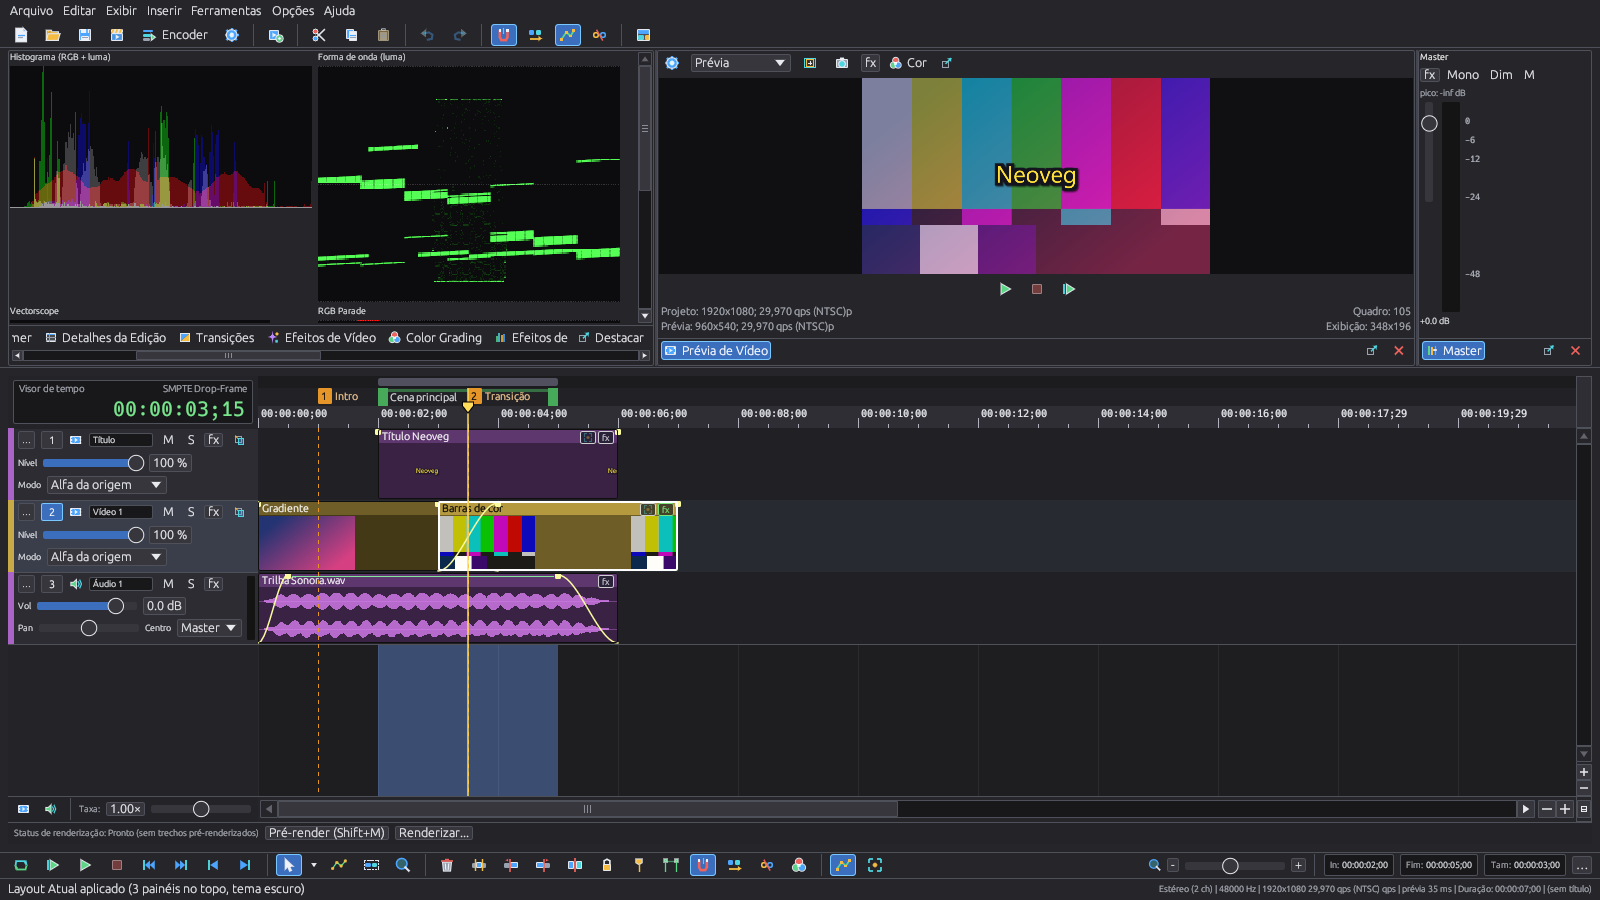 Arquivo Editar Exibir Inserir Ferramentas Opções Ajuda
Encoder
Histograma (RGB + luma)
Forma de onda (luma)
Vectorscope
RGB Parade
mer Detalhes da Edição Transições Efeitos de Vídeo Color Grading Efeitos de Destacar
Prévia fx Cor
Neoveg
Projeto: 1920x1080; 29,970 qps (NTSC)p
Quadro: 105
Prévia: 960x540; 29,970 qps (NTSC)p
Exibição: 348x196
Prévia de Vídeo
Master
fx Mono Dim M
pico: -inf dB
0
-6
-12
-24
-48
+0.0 dB
Master
Visor de tempo SMPTE Drop-Frame
00:00:03;15
1 Intro Cena principal 2 Transição
00:00:00;00 00:00:02;00 00:00:04;00 00:00:06;00 00:00:08;00 00:00:10;00 00:00:12;00 00:00:14;00 00:00:16;00 00:00:17;29 00:00:19;29
... 1 Título M S fx
Nível 100 %
Modo Alfa da origem
Título Neoveg fx
Neoveg Ne
... 2 Vídeo 1 M S fx
Nível 100 %
Modo Alfa da origem
Gradiente Barras de cor fx
... 3 Áudio 1 M S fx
Vol 0.0 dB
Pan Centro Master
Trilha Sonora.wav fx
Taxa: 1.00×
Status de renderização: Pronto (sem trechos pré-renderizados) Pré-render (Shift+M) Renderizar...
In: 00:00:02;00 Fim: 00:00:05;00 Tam: 00:00:03;00 ...
Layout Atual aplicado (3 painéis no topo, tema escuro)
Estéreo (2 ch) | 48000 Hz | 1920x1080 29,970 qps (NTSC) qps | prévia 35 ms | Duração: 00:00:07;00 | (sem título)